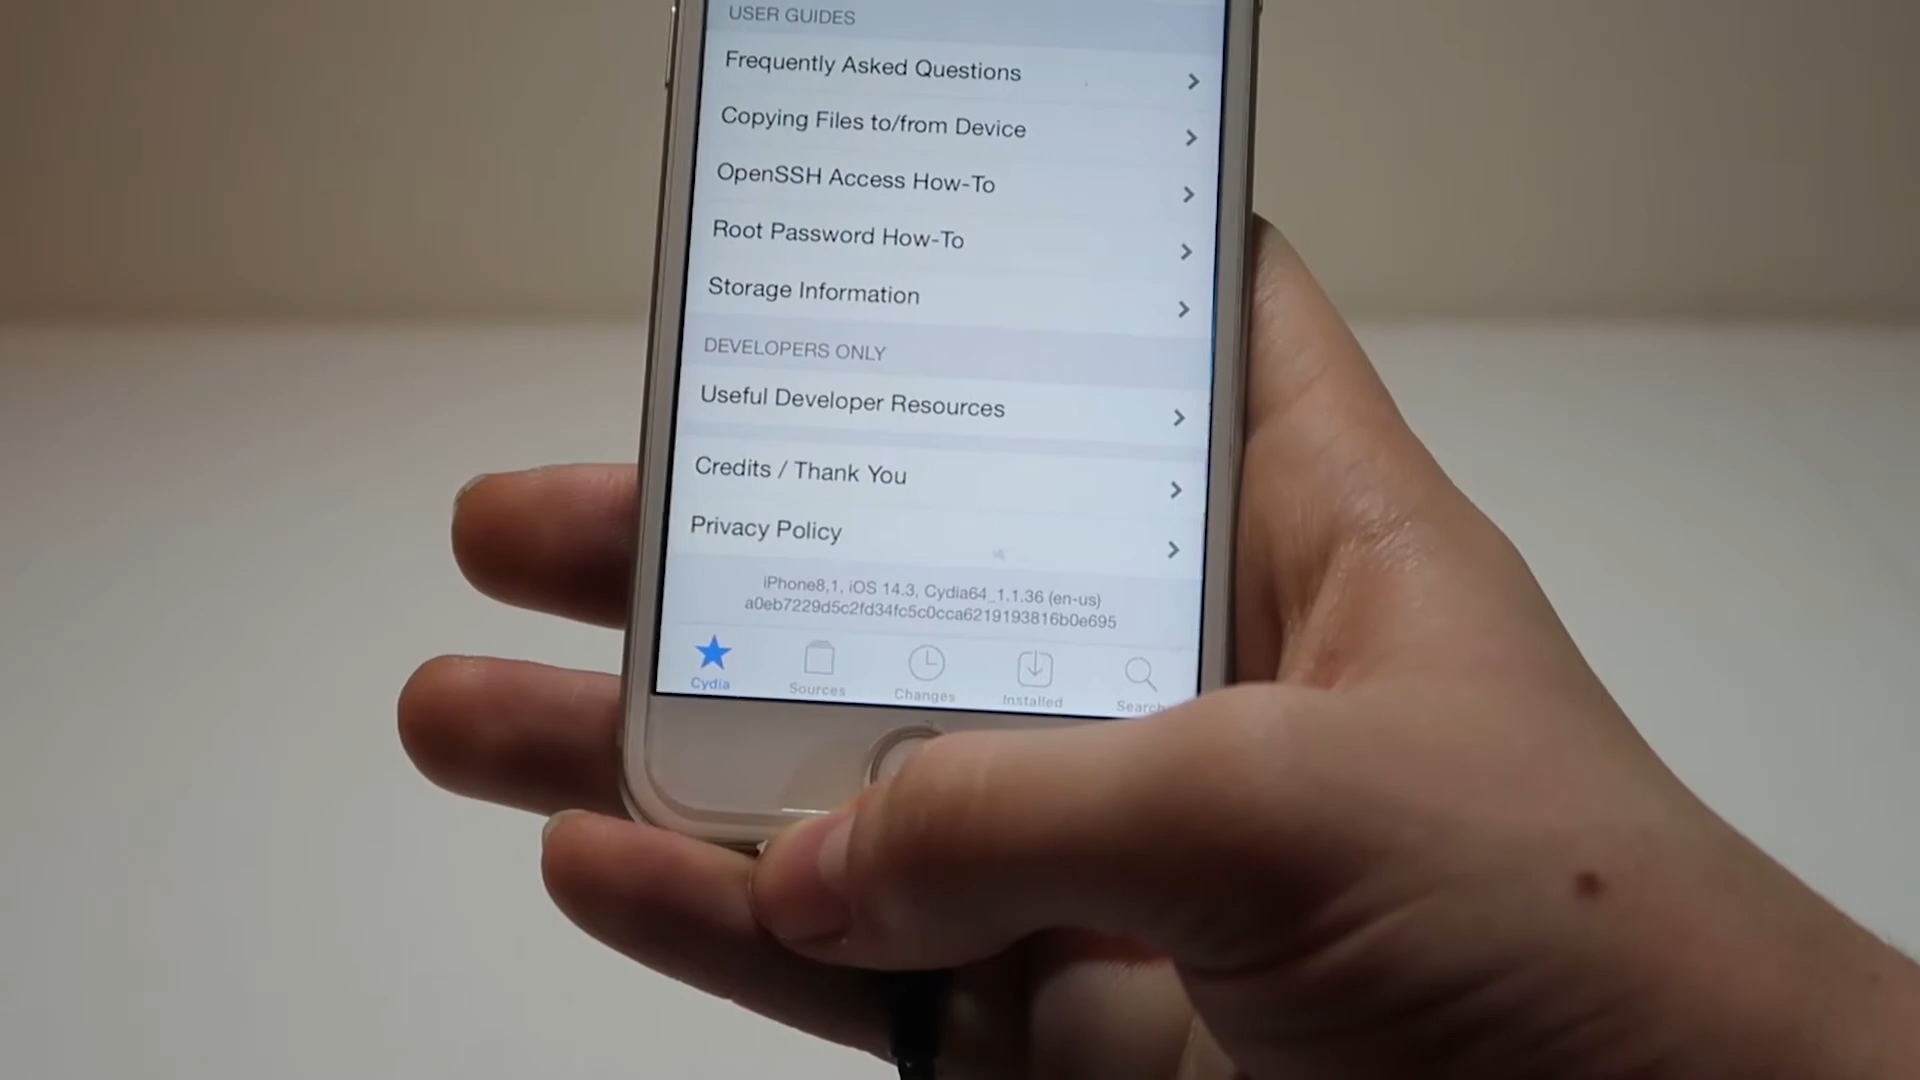 USER GUIDES
Frequently Asked Questions
Copying Files to/from Device
OpenSSH Access How-To
Root Password How-To
Storage Information
DEVELOPERS ONLY
Useful Developer Resources
Credits / Thank You
Privacy Policy
iPhone8,1, iOS 14.3, Cydia64_1.1.36 (en-us)
a0eb7229d5c2fd34fc5c0cca6219193816b0e695
Cydia
Sources
Changes
Installed
Search